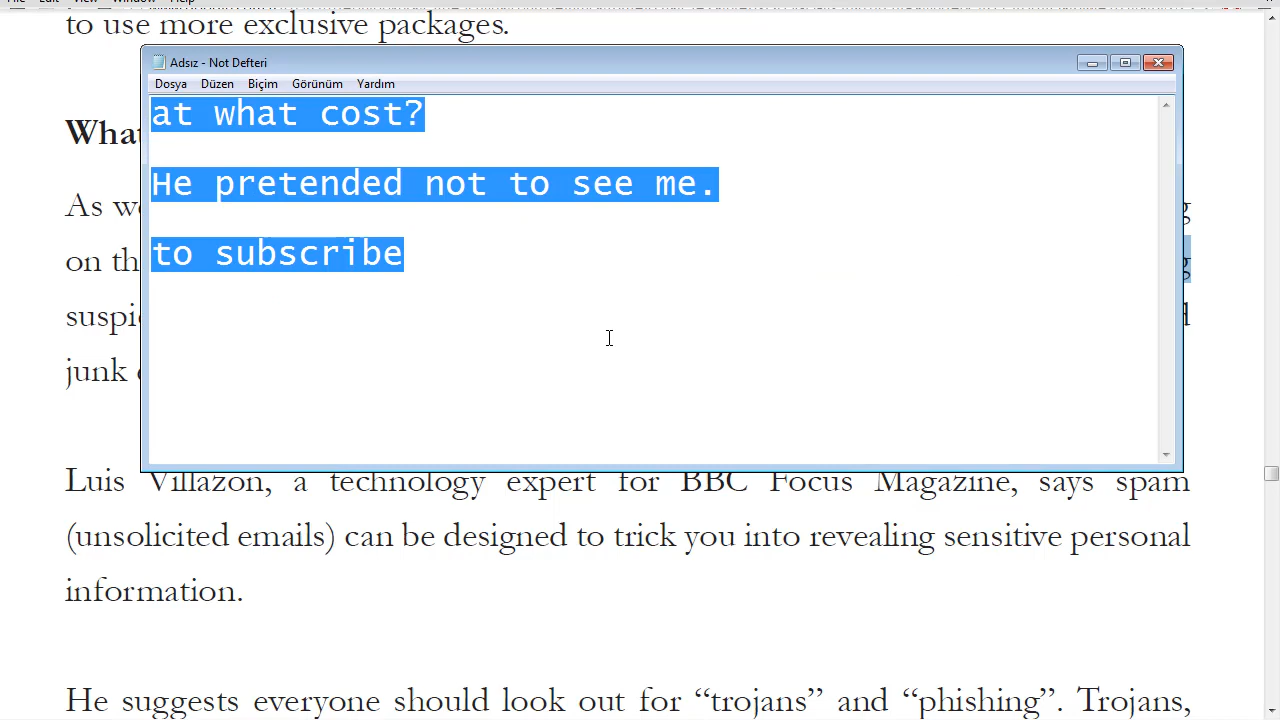 to use more exclusive packages.
Adsız - Not Defteri
Dosya Düzen Biçim Görünüm Yardım
at what cost?
He pretended not to see me.
to subscribe
What
As we
on th
suspic
junk
Luis Villazon, a technology expert for BBC Focus Magazine, says spam
(unsolicited emails) can be designed to trick you into revealing sensitive personal
information.
He suggests everyone should look out for “trojans” and “phishing”. Trojans,